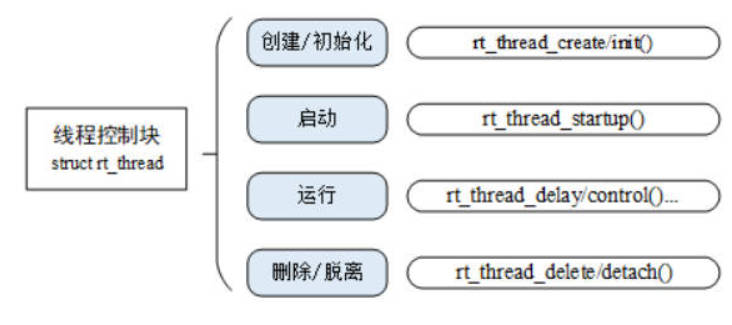 创建/初始化
rt_thread_create/init()
启动
rt_thread_startup()
线程控制块
struct rt_thread
运行
rt_thread_delay/control()...
删除/脱离
rt_thread_delete/detach()